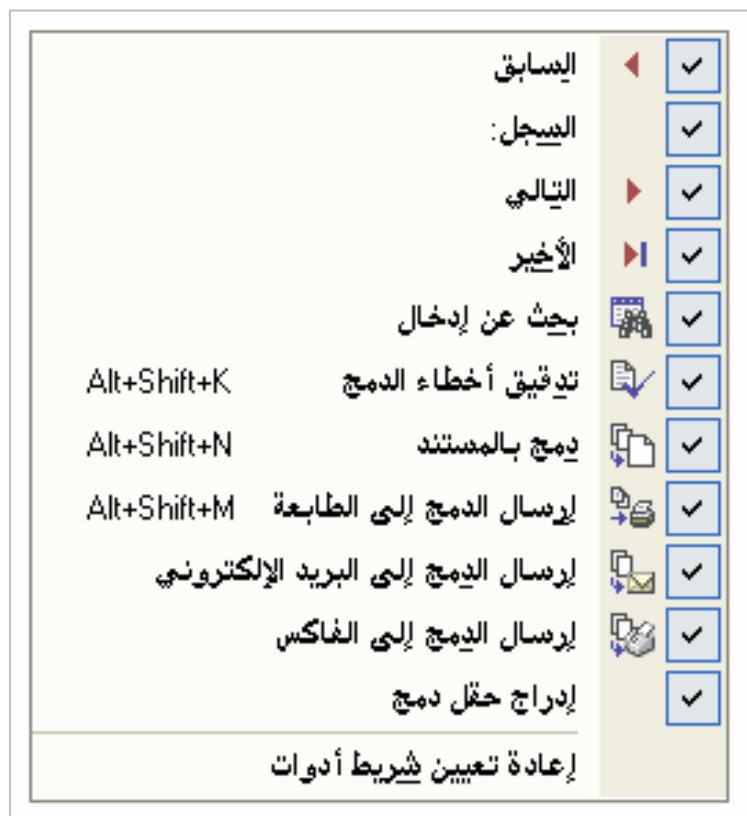 السابق
السجل:
التالي
الأخير
بحث عن إدخال
تدقيق أخطاء الدمج Alt+Shift+K
دمج بالمستند Alt+Shift+N
إرسال الدمج إلى الطابعة Alt+Shift+M
إرسال الدمج إلى البريد الإلكتروني
إرسال الدمج إلى الفاكس
إدراج حقل دمج
إعادة تعيين شريط أدوات